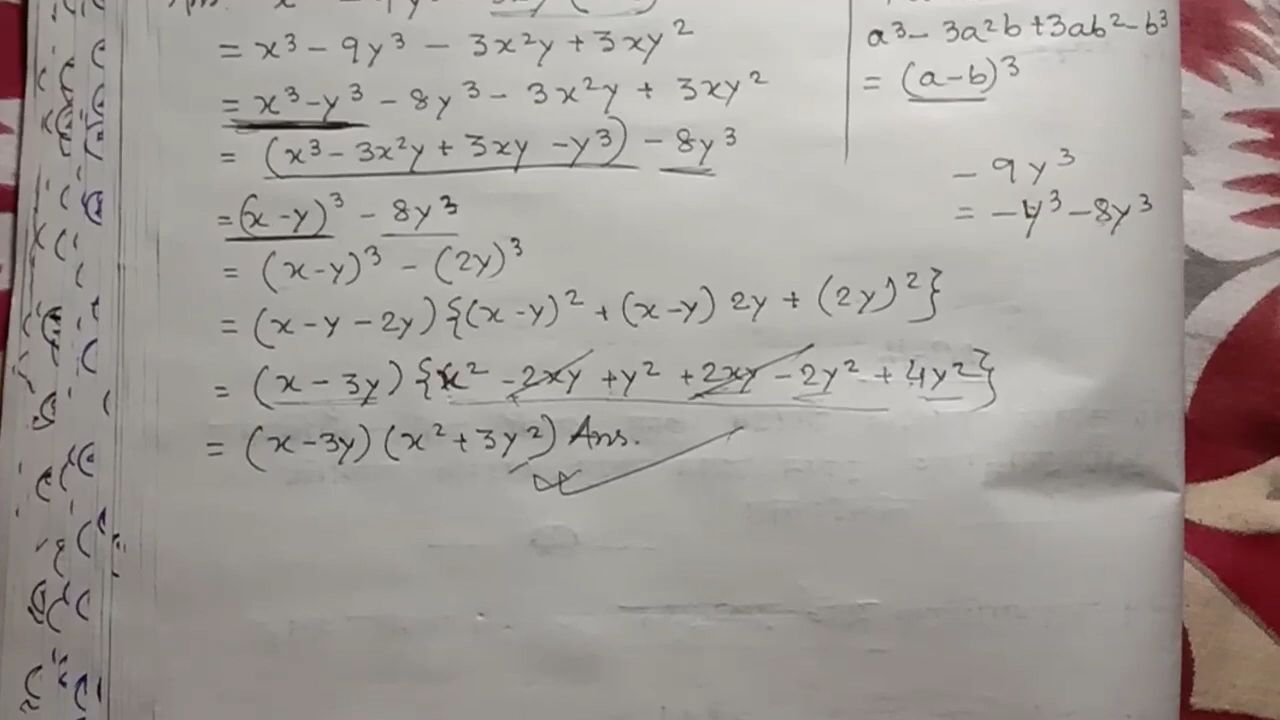 = x³ - 9y³ - 3x²y + 3xy²
= x³ - y³ - 8y³ - 3x²y + 3xy²
= (x³ - 3x²y + 3xy - y³) - 8y³
= (x - y)³ - 8y³
= (x-y)³ - (2y)³
= (x - y - 2y) {(x - y)² + (x - y) 2y + (2y)²}
= (x - 3y) {x² - 2xy + y² + 2xy - 2y² + 4y²}
= (x - 3y) (x² + 3y²) Ans.
a³ - 3a²b + 3ab² - b³
= (a - b)³
- 9y³
= - y³ - 8y³